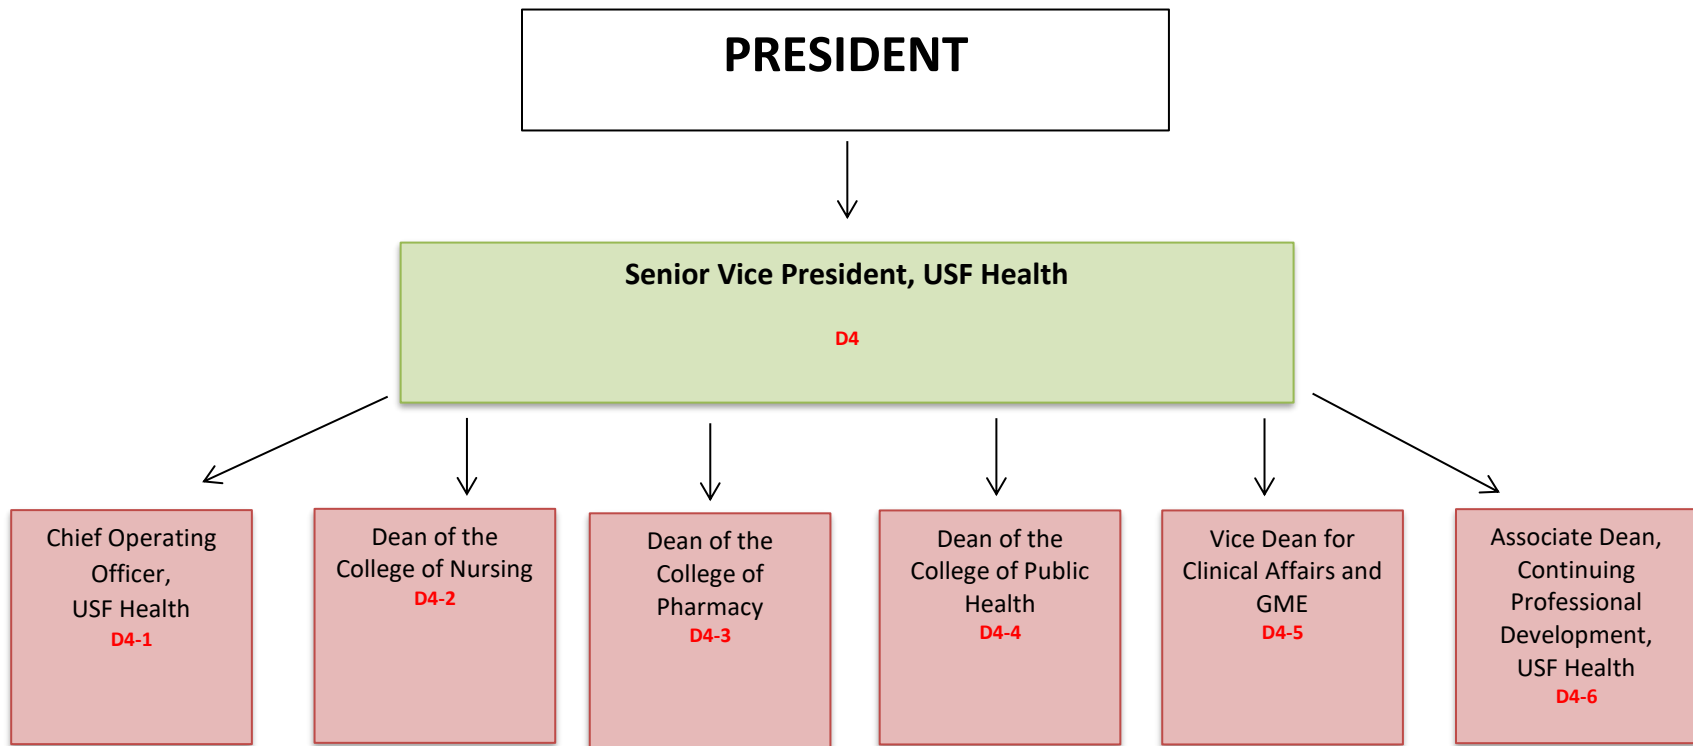 PRESIDENT
Senior Vice President, USF Health
D4
Chief Operating
Officer,
USF Health
D4-1
Dean of the
College of Nursing
D4-2
Dean of the
College of
Pharmacy
D4-3
Dean of the
College of Public
Health
D4-4
Vice Dean for
Clinical Affairs and
GME
D4-5
Associate Dean,
Continuing
Professional
Development,
USF Health
D4-6